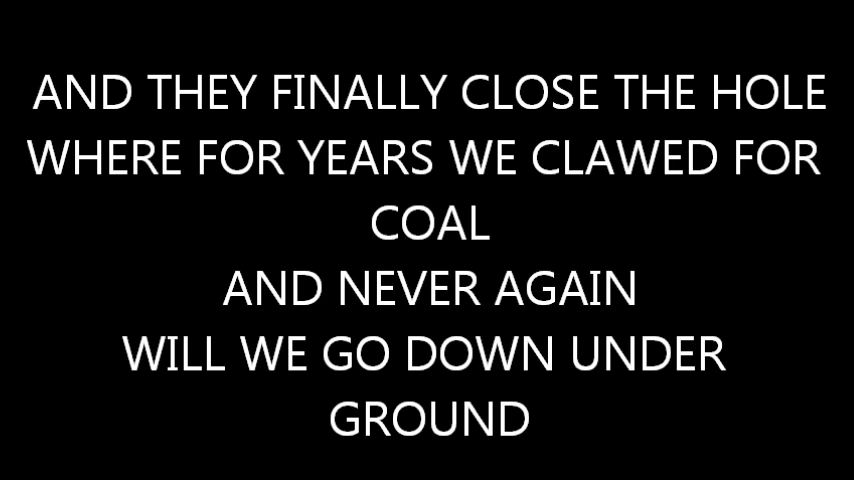 AND THEY FINALLY CLOSE THE HOLE
WHERE FOR YEARS WE CLAWED FOR
COAL
AND NEVER AGAIN
WILL WE GO DOWN UNDER
GROUND